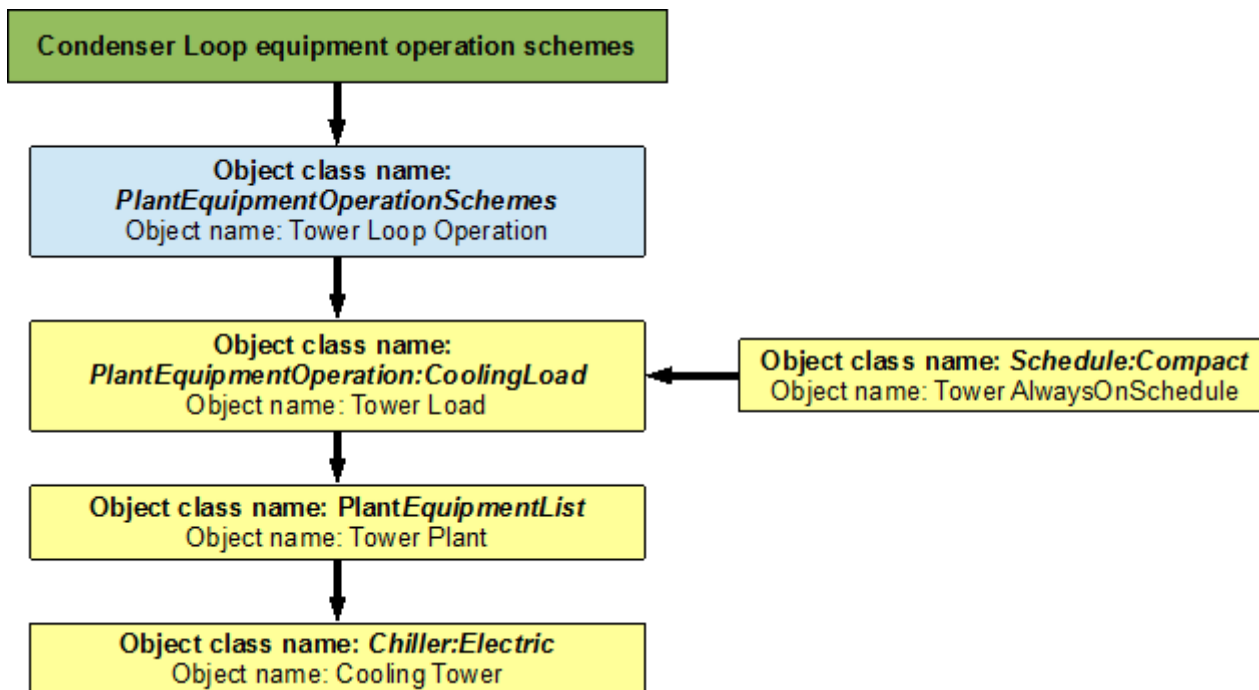 Condenser Loop equipment operation schemes
Object class name:
PlantEquipmentOperationSchemes
Object name: Tower Loop Operation
Object class name:
PlantEquipmentOperation:CoolingLoad
Object name: Tower Load
Object class name: Schedule:Compact
Object name: Tower AlwaysOnSchedule
Object class name: PlantEquipmentList
Object name: Tower Plant
Object class name: Chiller:Electric
Object name: Cooling Tower